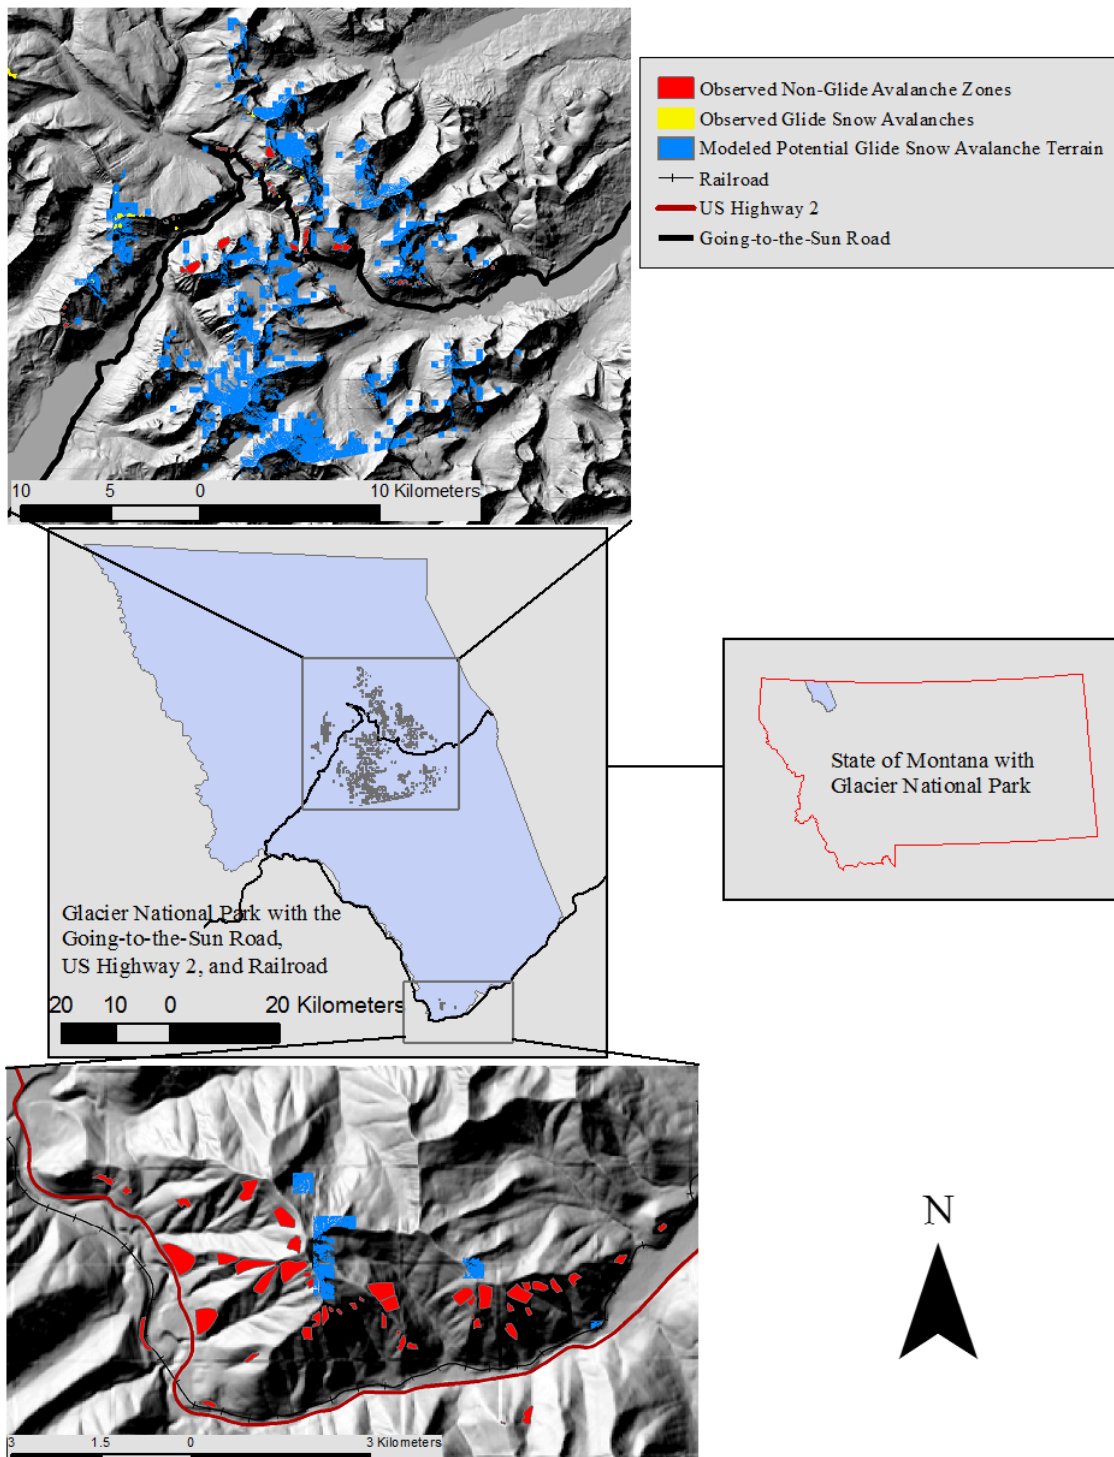 Observed Non-Glide Avalanche Zones
Observed Glide Snow Avalanches
Modeled Potential Glide Snow Avalanche Terrain
Railroad
US Highway 2
Going-to-the-Sun Road
10 5 0 10 Kilometers
State of Montana with
Glacier National Park
Glacier National Park with the
Going-to-the-Sun Road,
US Highway 2, and Railroad
20 10 0 20 Kilometers
N
3 1.5 0 3 Kilometers